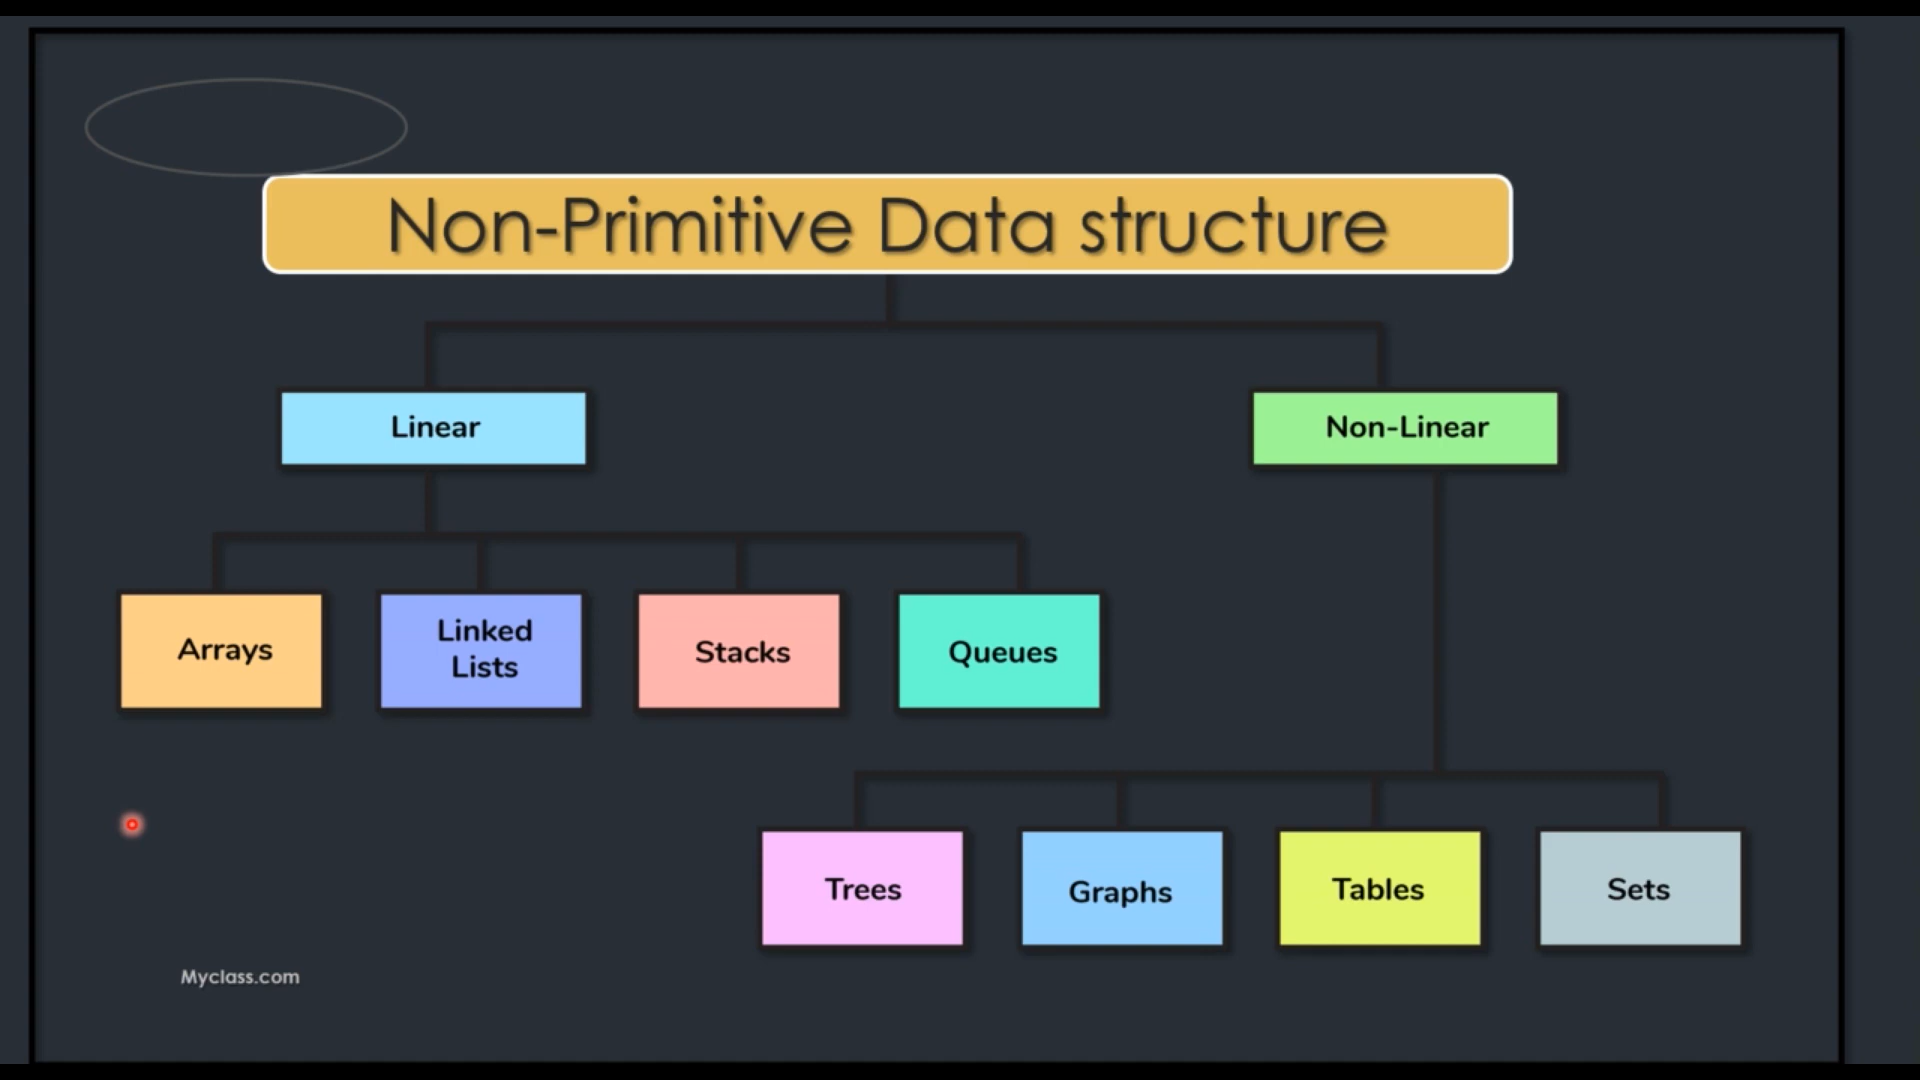 Non-Primitive Data structure
Linear
Non-Linear
Arrays
Linked
Lists
Stacks
Queues
Trees
Graphs
Tables
Sets
Myclass.com